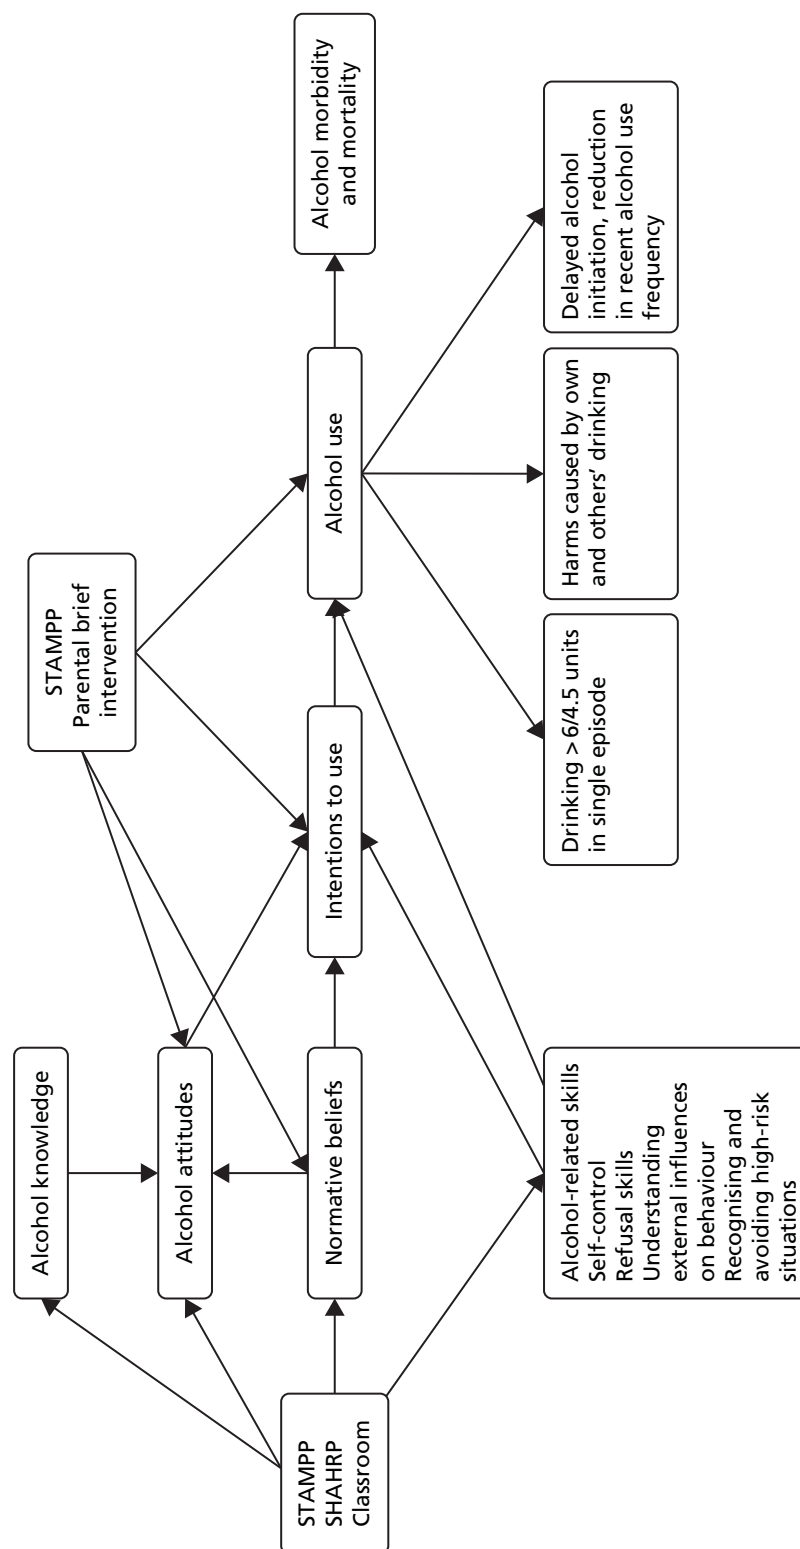 STAMPP
SHAHRP
Classroom
Alcohol knowledge
Alcohol attitudes
Normative beliefs
Alcohol-related skills
Self-control
Refusal skills
Understanding
external influences
on behaviour
Recognising and
avoiding high-risk
situations
STAMPP
Parental brief
intervention
Intentions to use
Alcohol use
Alcohol morbidity
and mortality
Drinking > 6/4.5 units
in single episode
Harms caused by own
and others’ drinking
Delayed alcohol
initiation, reduction
in recent alcohol use
frequency